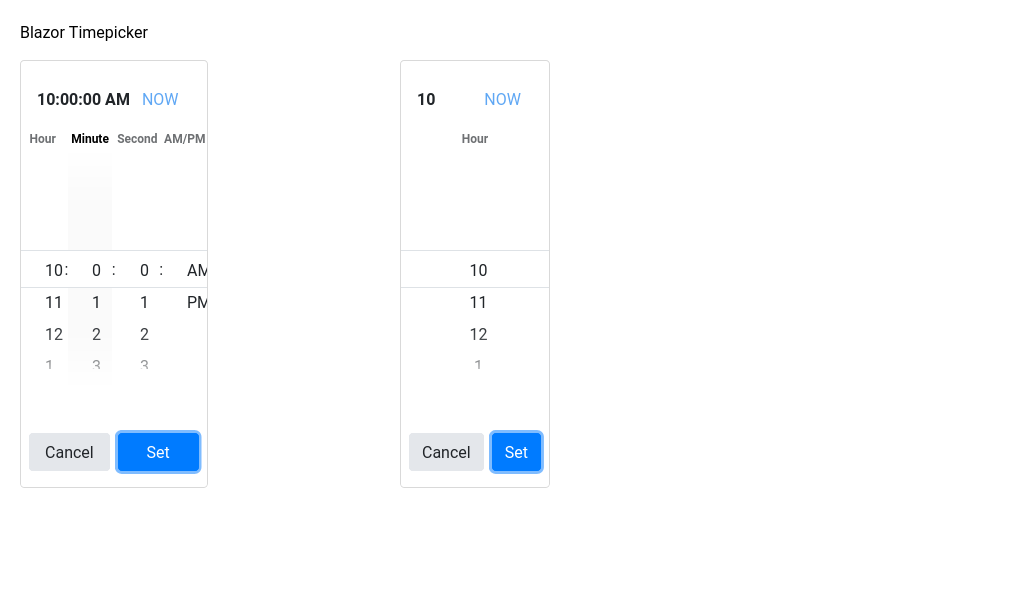 Blazor Timepicker
10:00:00 AM NOW
Hour Minute Second AM/PM
10: 0 : 0 : AM
11 1 1 PM
12 2 2
1 3 3
Cancel Set
10 NOW
Hour
10
11
12
1
Cancel Set